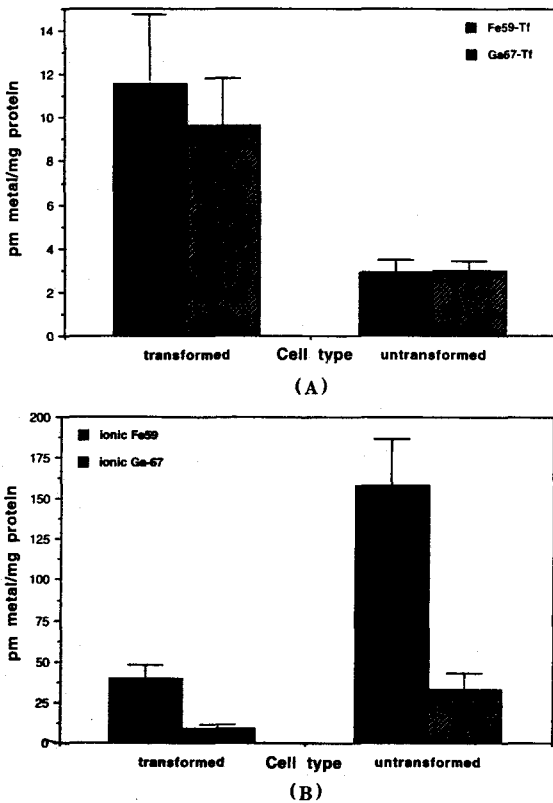 14
12
10
8
6
4
2
0
pm metal/mg protein
Fe59-Tf
Ga67-Tf
transformed Cell type untransformed
(A)
200
175
150
125
100
75
50
25
0
pm metal/mg protein
ionic Fe59
ionic Ga-67
transformed Cell type untransformed
(B)